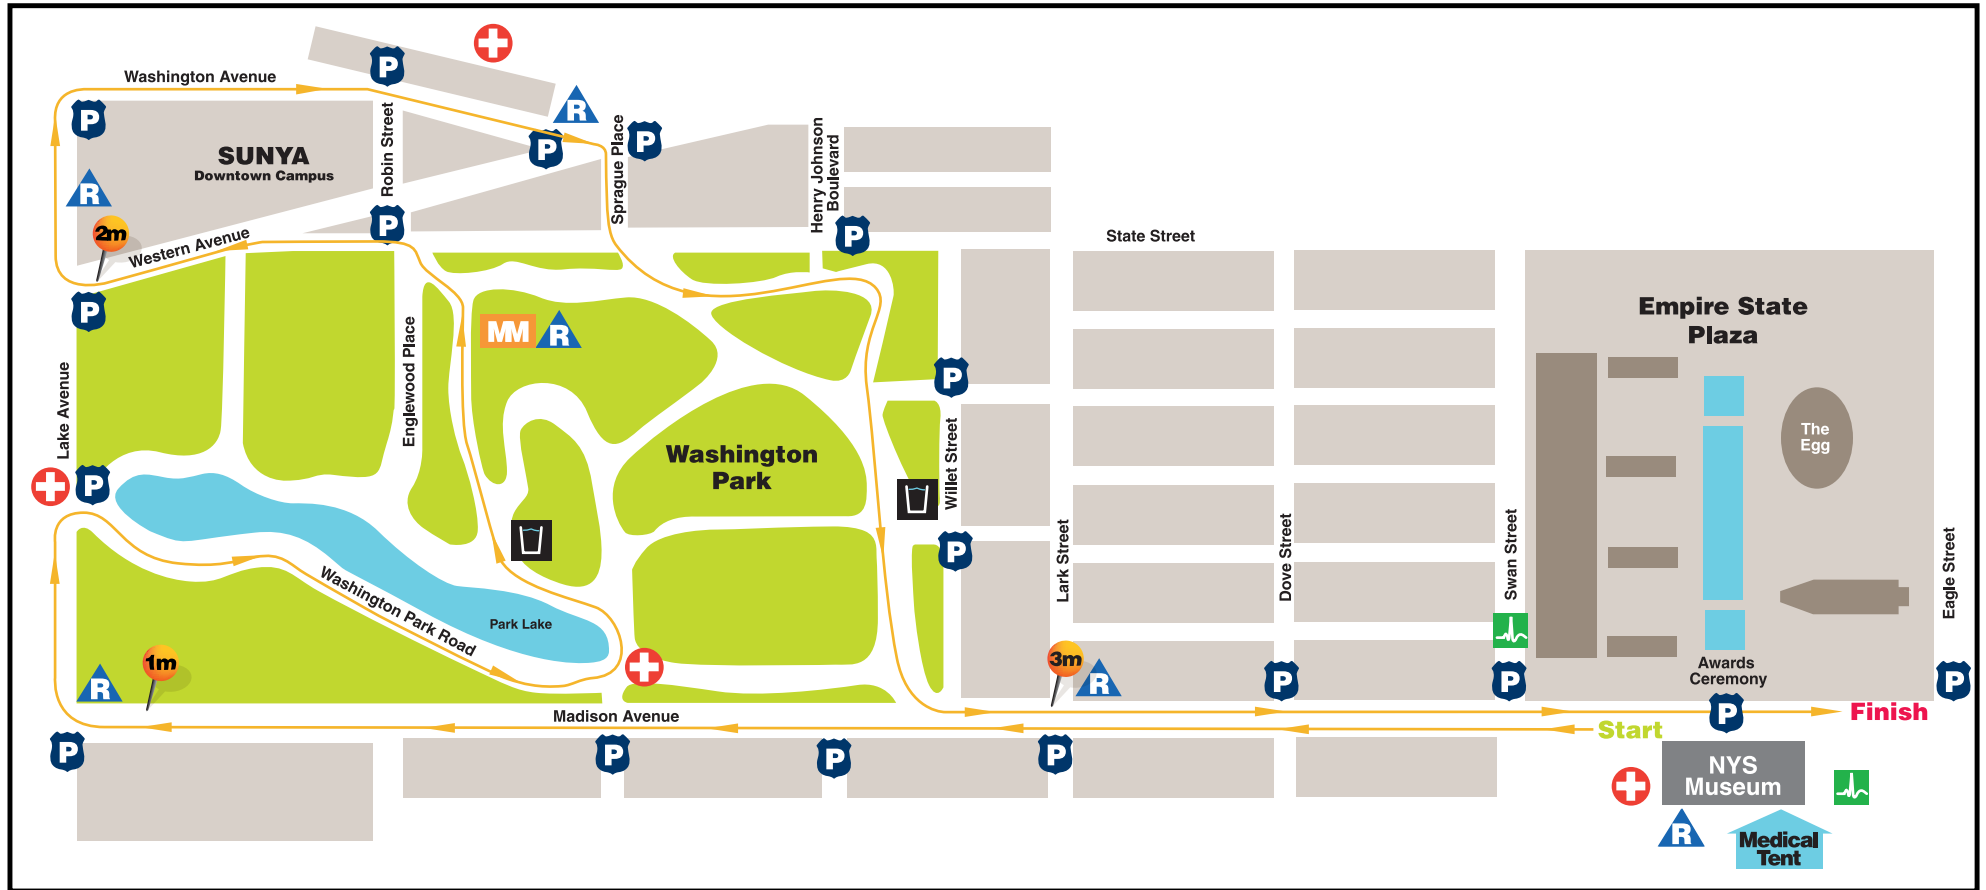 Washington Avenue
P
R
P
P
P
SUNYA
Downtown Campus
Robin Street
Sprague Place
Henry Johnson
Boulevard
R
2m
Western Avenue
P
P
State Street
P
Lake Avenue
Englewood Place
MM
R
P
Washington
Park
Willet Street
P
P
Lark Street
Dove Street
Swan Street
Empire State
Plaza
The
Egg
Eagle Street
Washington Park Road
Park Lake
1m
R
3m
R
P
P
Awards
Ceremony
P
P
Madison Avenue
Finish
Start
P
P
P
P
NYS
Museum
R
Medical
Tent